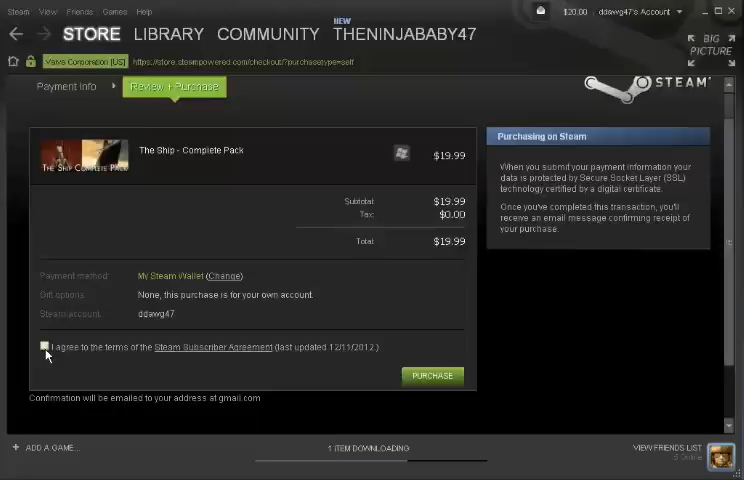 Steam View Friends Games Help
$20.00 ddawg47's Account
NEW
STORE LIBRARY COMMUNITY THENINJABABY47
BIG PICTURE
Valve Corporation [US] https://store.steampowered.com/checkout/?purchasetype=self
Payment Info Review + Purchase
STEAM
The Ship - Complete Pack
$19.99
THE SHIP COMPLETE PACK
Subtotal: $19.99
Tax: $0.00
Total: $19.99
Payment method: My Steam Wallet (Change)
Gift options: None, this purchase is for your own account.
Steam account: ddawg47
I agree to the terms of the Steam Subscriber Agreement (last updated 12/11/2012.)
PURCHASE
Confirmation will be emailed to your address at gmail.com
Purchasing on Steam
When you submit your payment information your
data is protected by Secure Socket Layer (SSL)
technology certified by a digital certificate.
Once you've completed this transaction, you'll
receive an email message confirming receipt of
your purchase.
+ ADD A GAME...
1 ITEM DOWNLOADING
VIEW FRIENDS LIST
5 Online